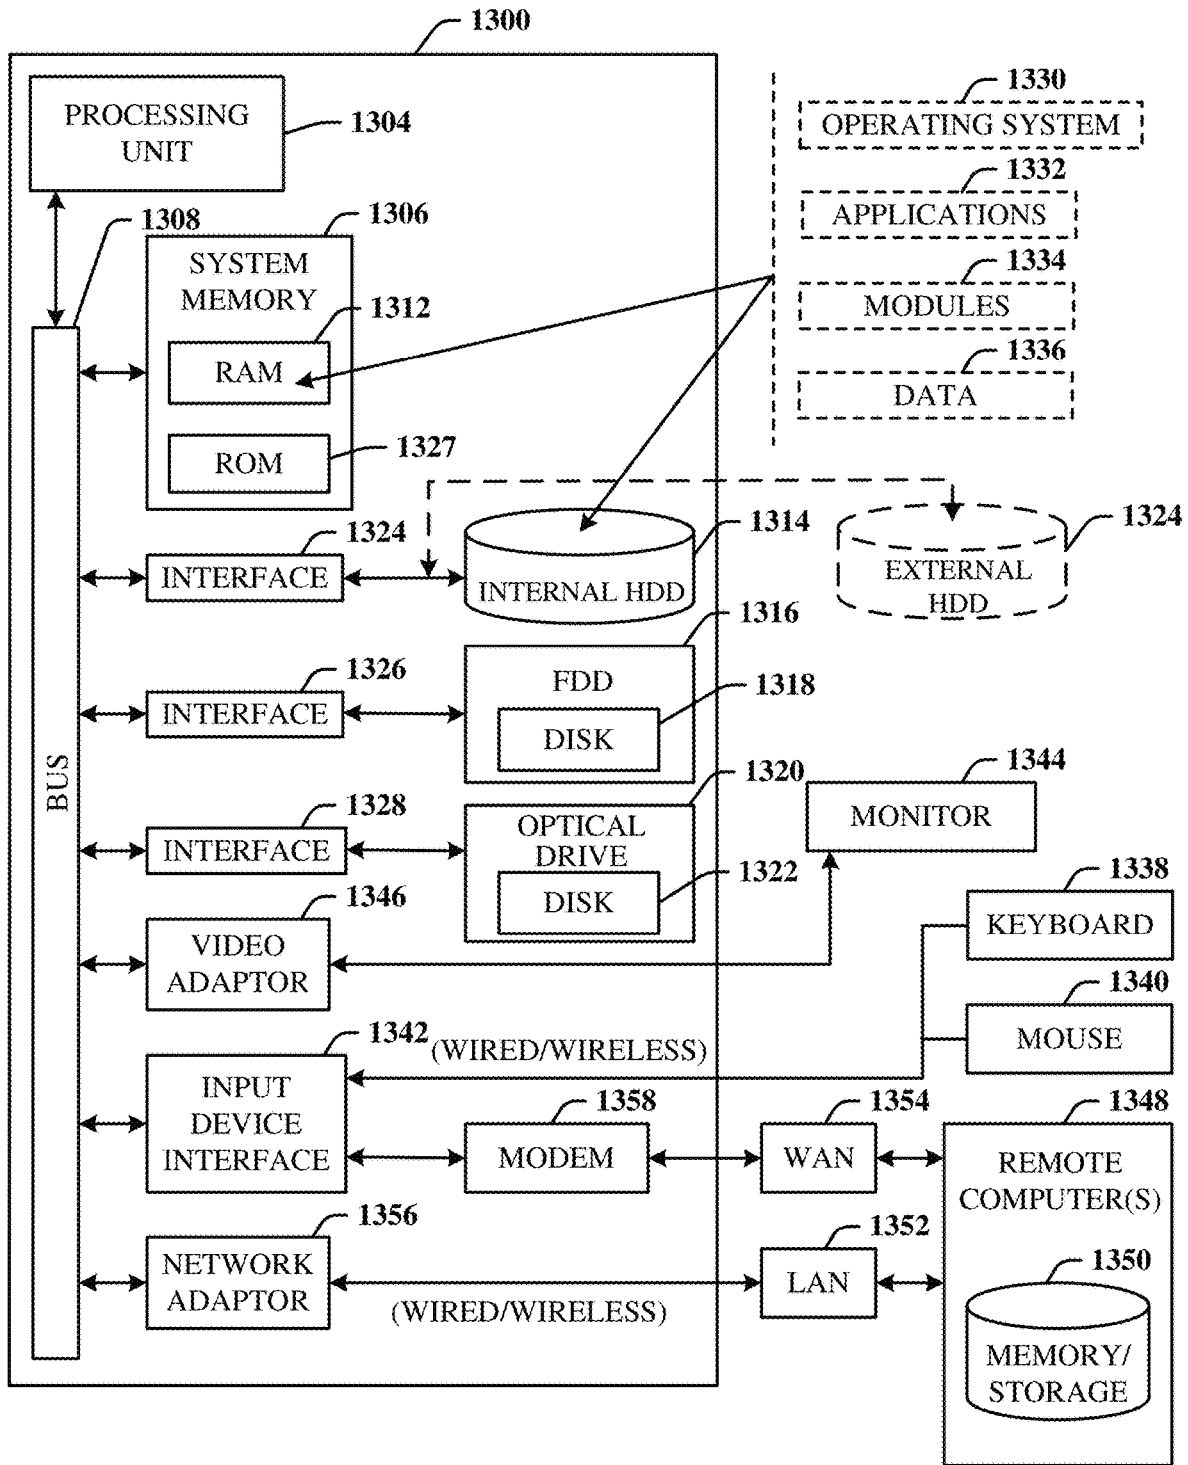 1300
PROCESSING
UNIT
1304
1308
1306
SYSTEM
MEMORY
1312
RAM
ROM
1327
1330
OPERATING SYSTEM
1332
APPLICATIONS
1334
MODULES
1336
DATA
1324
INTERFACE
1314
INTERNAL HDD
1324
EXTERNAL
HDD
1316
1326
INTERFACE
FDD
1318
DISK
BUS
1320
1328
INTERFACE
OPTICAL
DRIVE
1322
DISK
1344
MONITOR
1346
VIDEO
ADAPTOR
1338
KEYBOARD
1340
MOUSE
1342
(WIRED/WIRELESS)
INPUT
DEVICE
INTERFACE
1358
MODEM
1354
WAN
1348
REMOTE
COMPUTER(S)
1356
NETWORK
ADAPTOR
(WIRED/WIRELESS)
1352
LAN
1350
MEMORY/
STORAGE